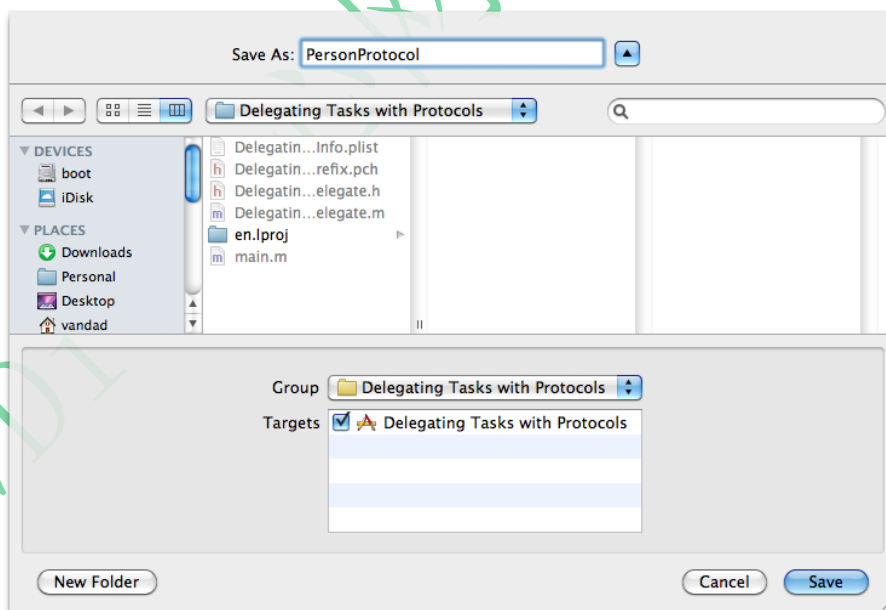 Save As: PersonProtocol
Delegating Tasks with Protocols
DEVICES
boot
iDisk
PLACES
Downloads
Personal
Desktop
vandad
Delegatin...Info.plist
Delegatin...refix.pch
Delegatin...elegate.h
Delegatin...elegate.m
en.lproj
main.m
Group Delegating Tasks with Protocols
Targets Delegating Tasks with Protocols
New Folder Cancel Save